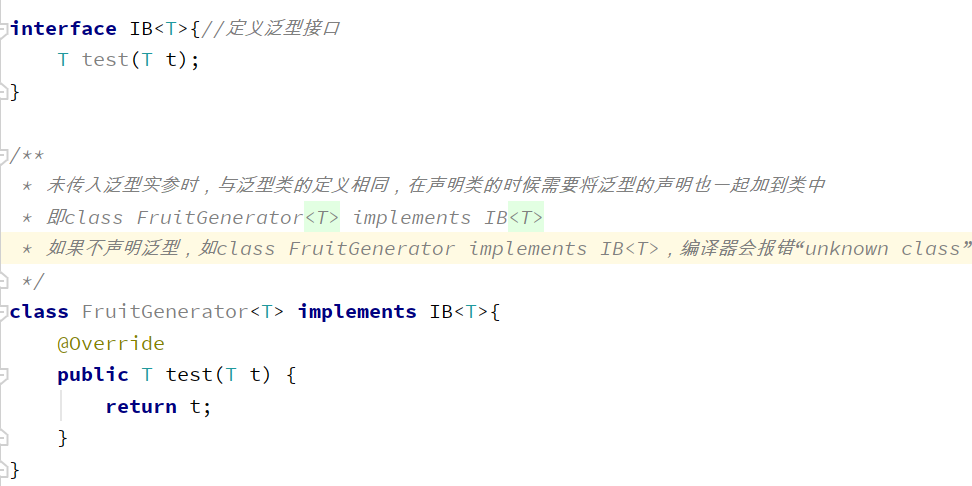 interface IB<T>{//定义泛型接口
    T test(T t);
}
/**
 * 未传入泛型实参时，与泛型类的定义相同，在声明类的时候需要将泛型的声明也一起加到类中
 * 即class FruitGenerator<T> implements IB<T>
 * 如果不声明泛型，如class FruitGenerator implements IB<T>，编译器会报错“unknown class”
 */
class FruitGenerator<T> implements IB<T>{
    @Override
    public T test(T t) {
        return t;
    }
}